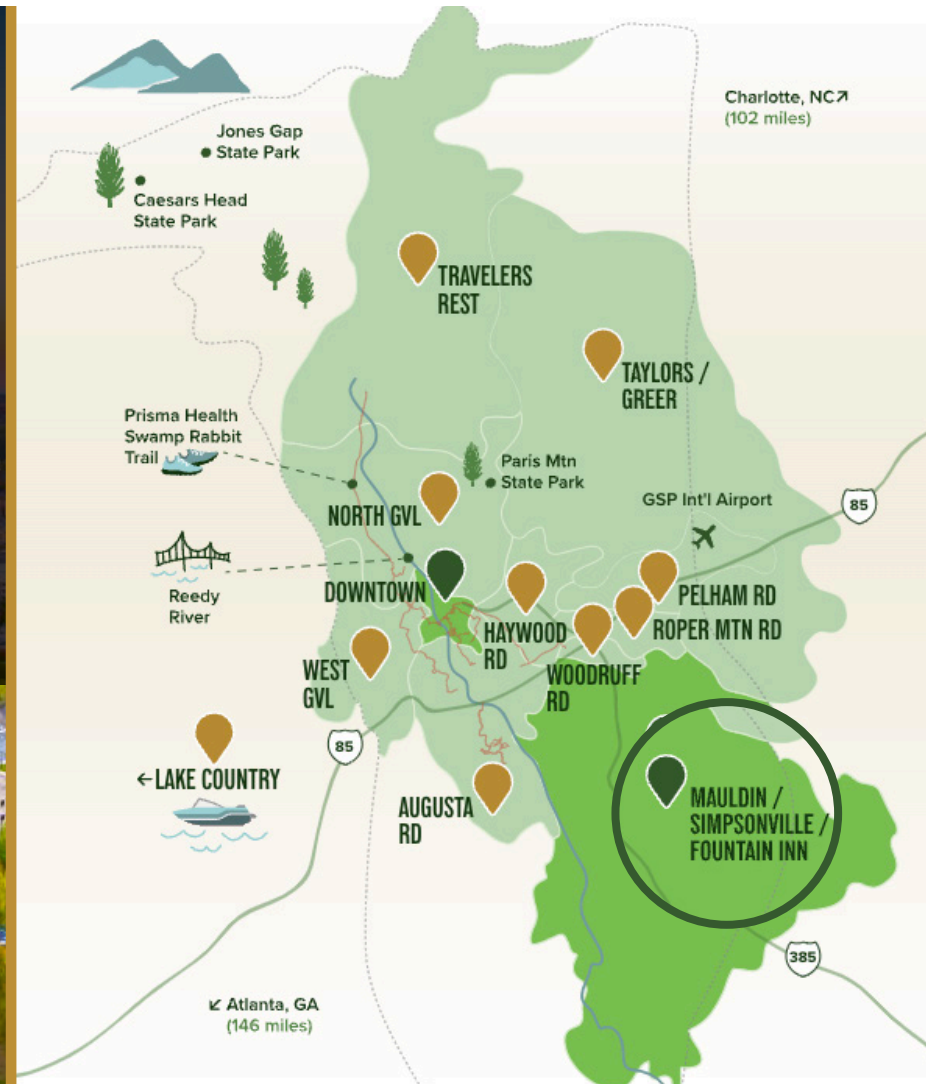 Charlotte, NC↗
(102 miles)
Jones Gap
State Park
Caesars Head
State Park
TRAVELERS
REST
TAYLORS /
GREER
Prisma Health
Swamp Rabbit
Trail
Paris Mtn
State Park
GSP Int'l Airport
85
NORTH GVL
DOWNTOWN
Reedy
River
HAYWOOD
RD
PELHAM RD
ROPER MTN RD
WOODRUFF
RD
WEST
GVL
85
←LAKE COUNTRY
AUGUSTA
RD
MAULDIN /
SIMPSONVILLE /
FOUNTAIN INN
385
↙ Atlanta, GA
(146 miles)